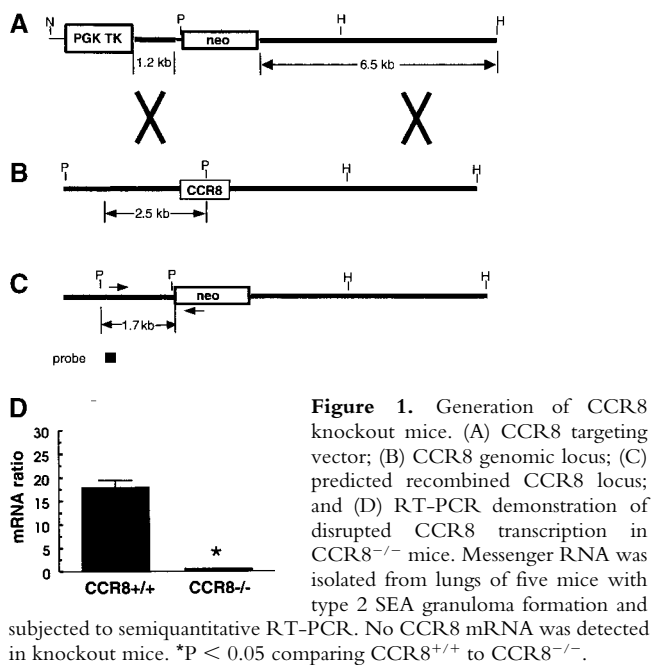 A
N
P
H
H
PGK TK
neo
1.2 kb
6.5 kb
B
P
P
H
H
CCR8
2.5 kb
C
P
P
H
H
neo
1.7 kb
probe
D
mRNA ratio
30
25
20
15
10
5
0
*
CCR8+/+ CCR8-/-
Figure 1. Generation of CCR8
knockout mice. (A) CCR8 targeting
vector; (B) CCR8 genomic locus; (C)
predicted recombined CCR8 locus;
and (D) RT-PCR demonstration of
disrupted CCR8 transcription in
CCR8−/− mice. Messenger RNA was
isolated from lungs of five mice with
type 2 SEA granuloma formation and
subjected to semiquantitative RT-PCR. No CCR8 mRNA was detected
in knockout mice. *P < 0.05 comparing CCR8+/+ to CCR8−/−.